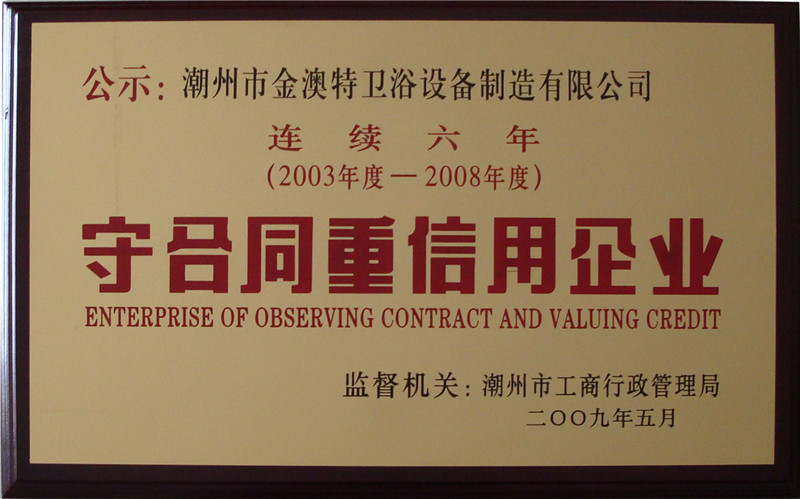 公示：潮州市金澳特卫浴设备制造有限公司
连续六年
（2003年度—2008年度）
守合同重信用企业
ENTERPRISE OF OBSERVING CONTRACT AND VALUING CREDIT
监督机关：潮州市工商行政管理局
二〇〇九年五月